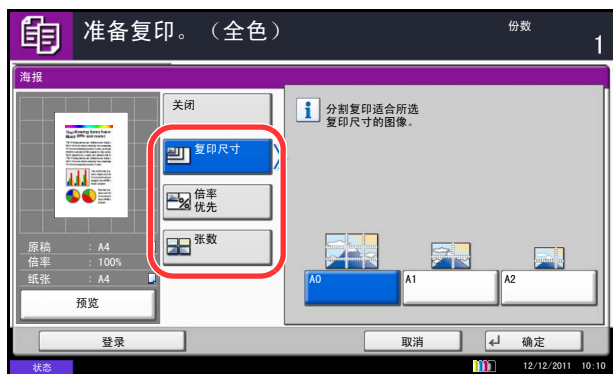 准备复印。（全色）
份数
1
海报
关闭
复印尺寸
倍率
优先
张数
分割复印适合所选
复印尺寸的图像。
原稿 : A4
倍率 : 100%
纸张 : A4
预览
A0
A1
A2
登录
取消
确定
状态
12/12/2011 10:10